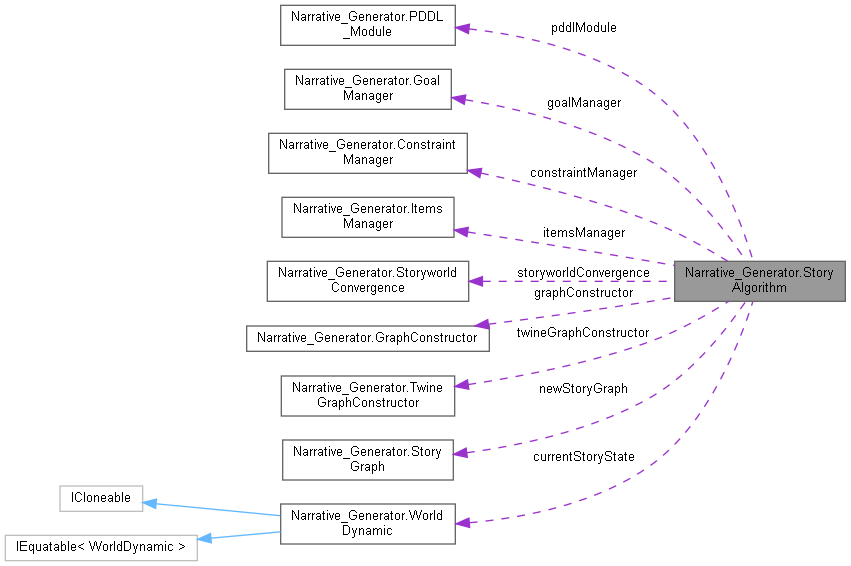 Narrative_Generator.PDDL
_Module
pddlModule
Narrative_Generator.Goal
Manager
goalManager
Narrative_Generator.Constraint
Manager
constraintManager
Narrative_Generator.Items
Manager
itemsManager
Narrative_Generator.Storyworld
Convergence
storyworldConvergence
Narrative_Generator.Story
Algorithm
graphConstructor
Narrative_Generator.GraphConstructor
twineGraphConstructor
Narrative_Generator.Twine
GraphConstructor
newStoryGraph
Narrative_Generator.Story
Graph
currentStoryState
ICloneable
Narrative_Generator.World
Dynamic
IEquatable< WorldDynamic >